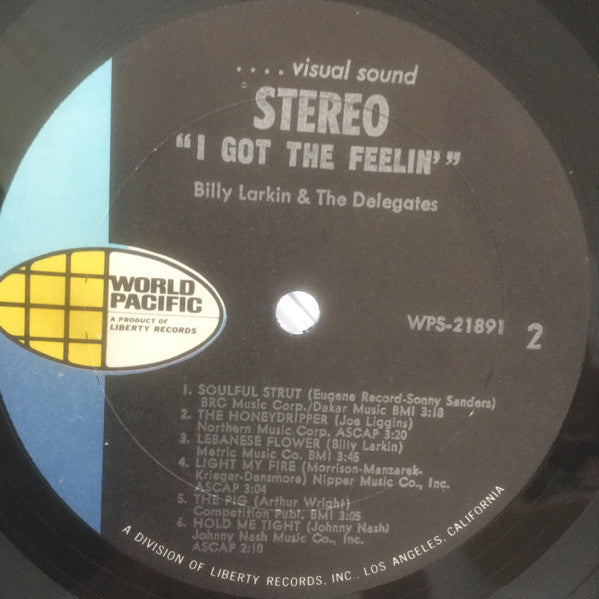 ....visual sound
STEREO
"I GOT THE FEELIN'"
Billy Larkin & The Delegates
WORLD
PACIFIC
A PRODUCT OF
LIBERTY RECORDS
WPS-21891 2
1. SOULFUL STRUT (Eugene Record-Sonny Sanders)
BRG Music Corp./Dakar Music BMI 3:18
2. THE HONEYDRIPPER (Joe Liggins)
Northern Music Corp. ASCAP 3:20
3. LEBANESE FLOWER (Billy Larkin)
Metric Music Co. BMI 3:45
4. LIGHT MY FIRE (Morrison-Manzarek-
Krieger-Densmore) Nipper Music Co., Inc.
ASCAP 3:04
5. THE PIG (Arthur Wright)
Competition Publ. BMI 3:05
6. HOLD ME TIGHT (Johnny Nash)
Johnny Nash Music Co., Inc.
ASCAP 2:10
A DIVISION OF LIBERTY RECORDS, INC., LOS ANGELES, CALIFORNIA